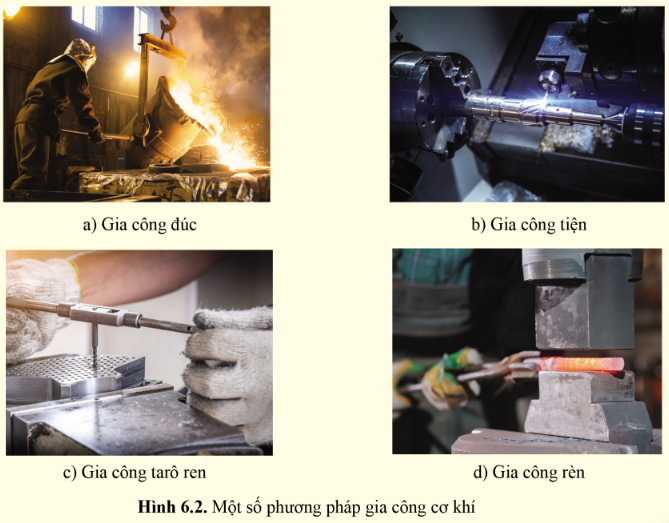 a) Gia công đúc
b) Gia công tiện
c) Gia công tarô ren
d) Gia công rèn
Hình 6.2. Một số phương pháp gia công cơ khí